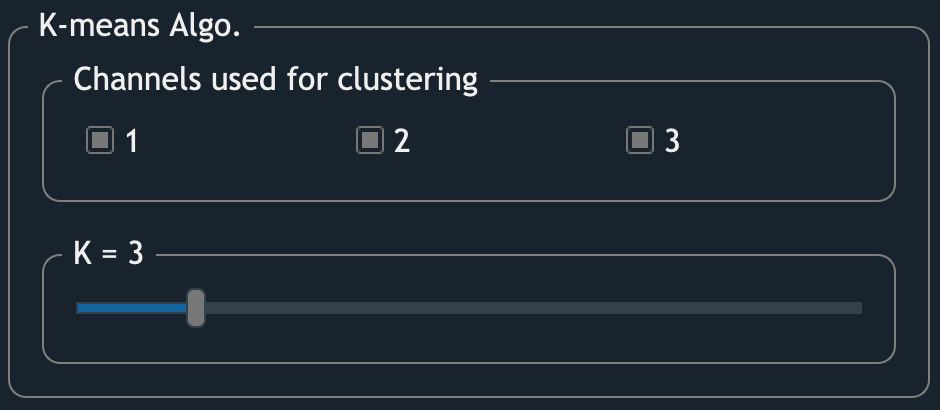 K-means Algo.
Channels used for clustering
1 2 3
K = 3